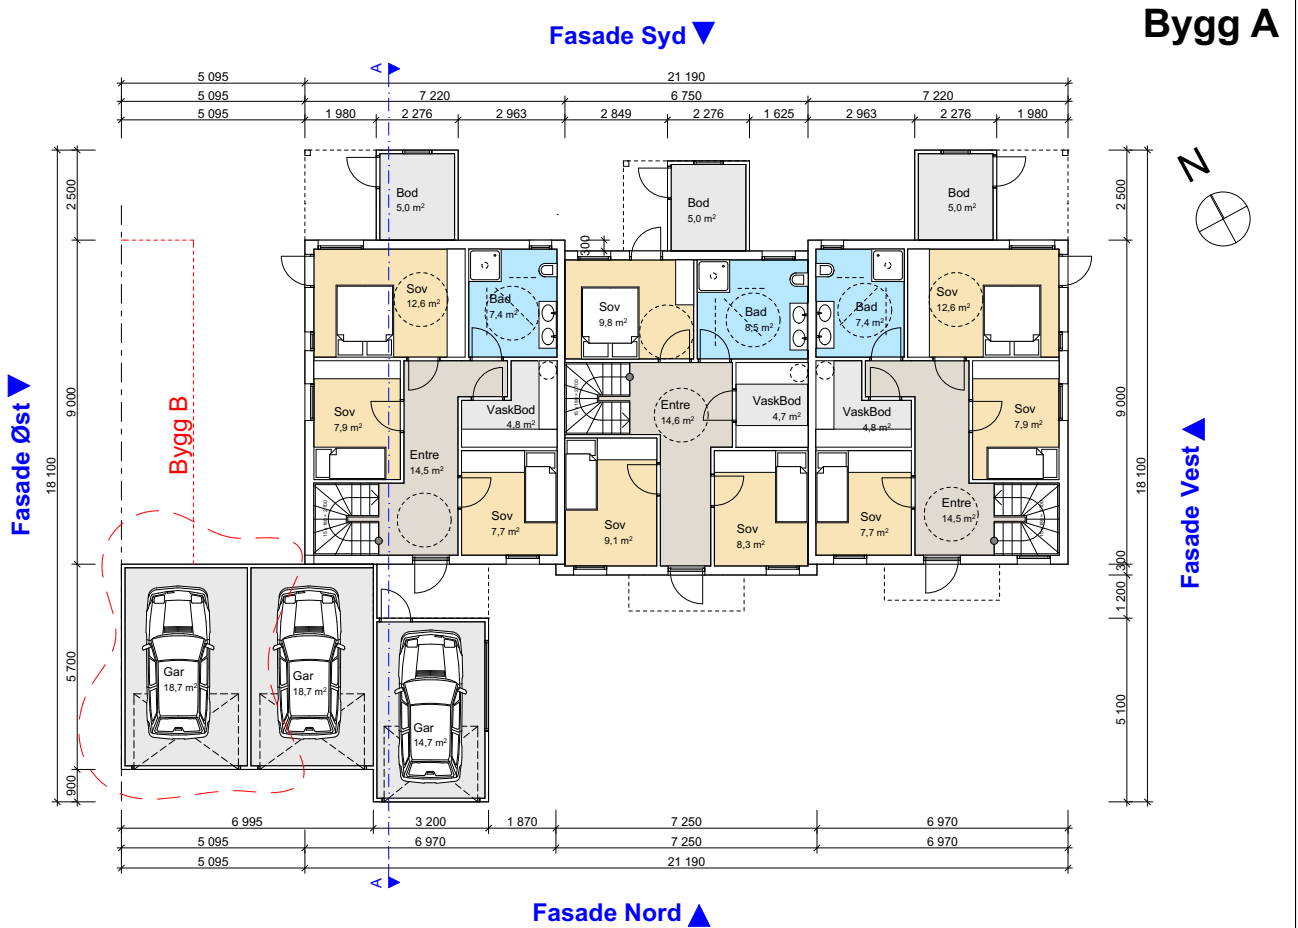 Bygg A
Fasade Syd
A
5 095
21 190
5 095
7 220
6 750
7 220
5 095
1 980
2 276
2 963
2 849
2 276
1 625
2 963
2 276
1 980
N
2 500
9 000
18 100
5 700
900
2 500
9 000
18 100
300
1 200
5 100
300
Bod
5,0 m²
Bod
5,0 m²
Bod
5,0 m²
Sov
12,6 m²
Bad
7,4 m²
Sov
9,8 m²
Bad
8,5 m²
Bad
7,4 m²
Sov
12,6 m²
Fasade Øst
Bygg B
Sov
7,9 m²
VaskBod
4,8 m²
Entre
14,6 m²
VaskBod
4,7 m²
VaskBod
4,8 m²
Sov
7,9 m²
Fasade Vest
Entre
14,5 m²
Sov
7,7 m²
Sov
9,1 m²
Sov
8,3 m²
Sov
7,7 m²
Entre
14,5 m²
Gar
18,7 m²
Gar
18,7 m²
Gar
14,7 m²
6 995
3 200
1 870
7 250
6 970
5 095
6 970
7 250
6 970
5 095
21 190
A
Fasade Nord